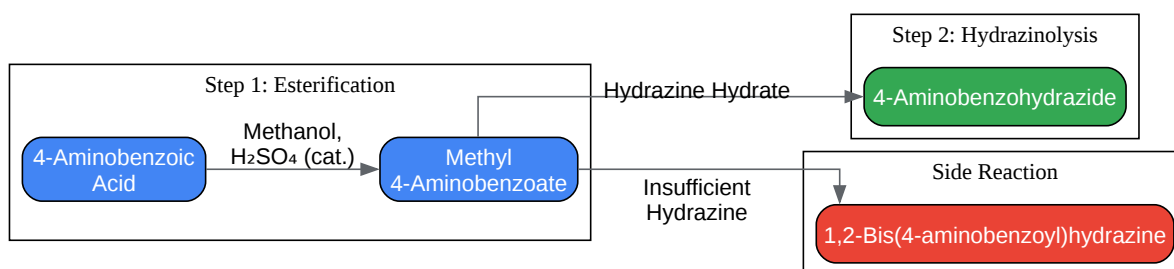 Step 1: Esterification
4-Aminobenzoic
Acid
Methanol,
H₂SO₄ (cat.)
Methyl
4-Aminobenzoate
Hydrazine Hydrate
Step 2: Hydrazinolysis
4-Aminobenzohydrazide
Insufficient
Hydrazine
Side Reaction
1,2-Bis(4-aminobenzoyl)hydrazine